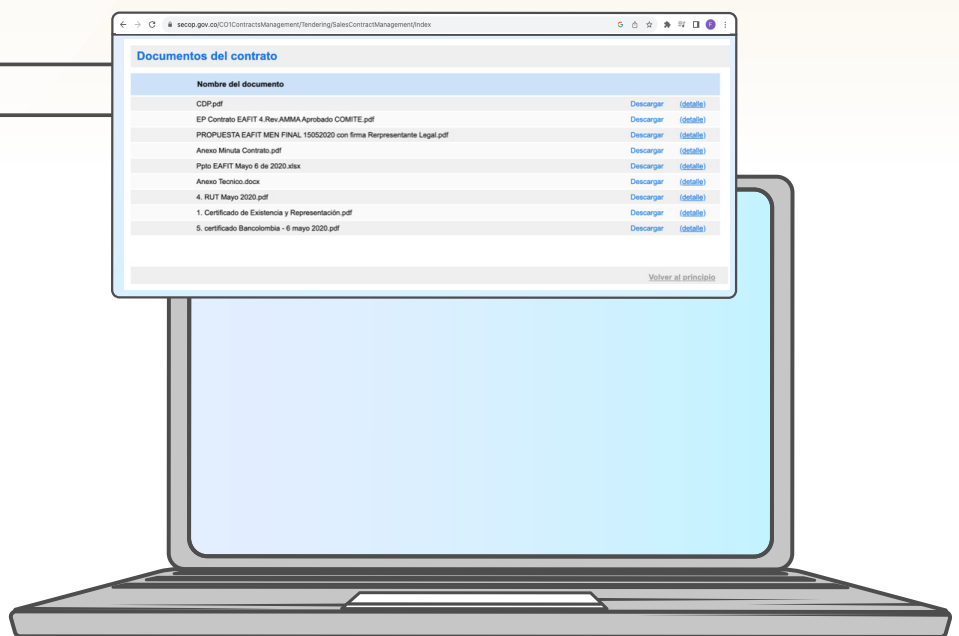 secop.gov.co/CO1ContractsManagement/Tendering/SalesContractManagement/Index
G
F
Documentos del contrato
Nombre del documento
CDP.pdf Descargar (detalle)
EP Contrato EAFIT 4.Rev.AMMA Aprobado COMITE.pdf Descargar (detalle)
PROPUESTA EAFIT MEN FINAL 15052020 con firma Rerpresentante Legal.pdf Descargar (detalle)
Anexo Minuta Contrato.pdf Descargar (detalle)
Ppto EAFIT Mayo 6 de 2020.xlsx Descargar (detalle)
Anexo Tecnico.docx Descargar (detalle)
4. RUT Mayo 2020.pdf Descargar (detalle)
1. Certificado de Existencia y Representación.pdf Descargar (detalle)
5. certificado Bancolombia - 6 mayo 2020.pdf Descargar (detalle)
Volver al principio